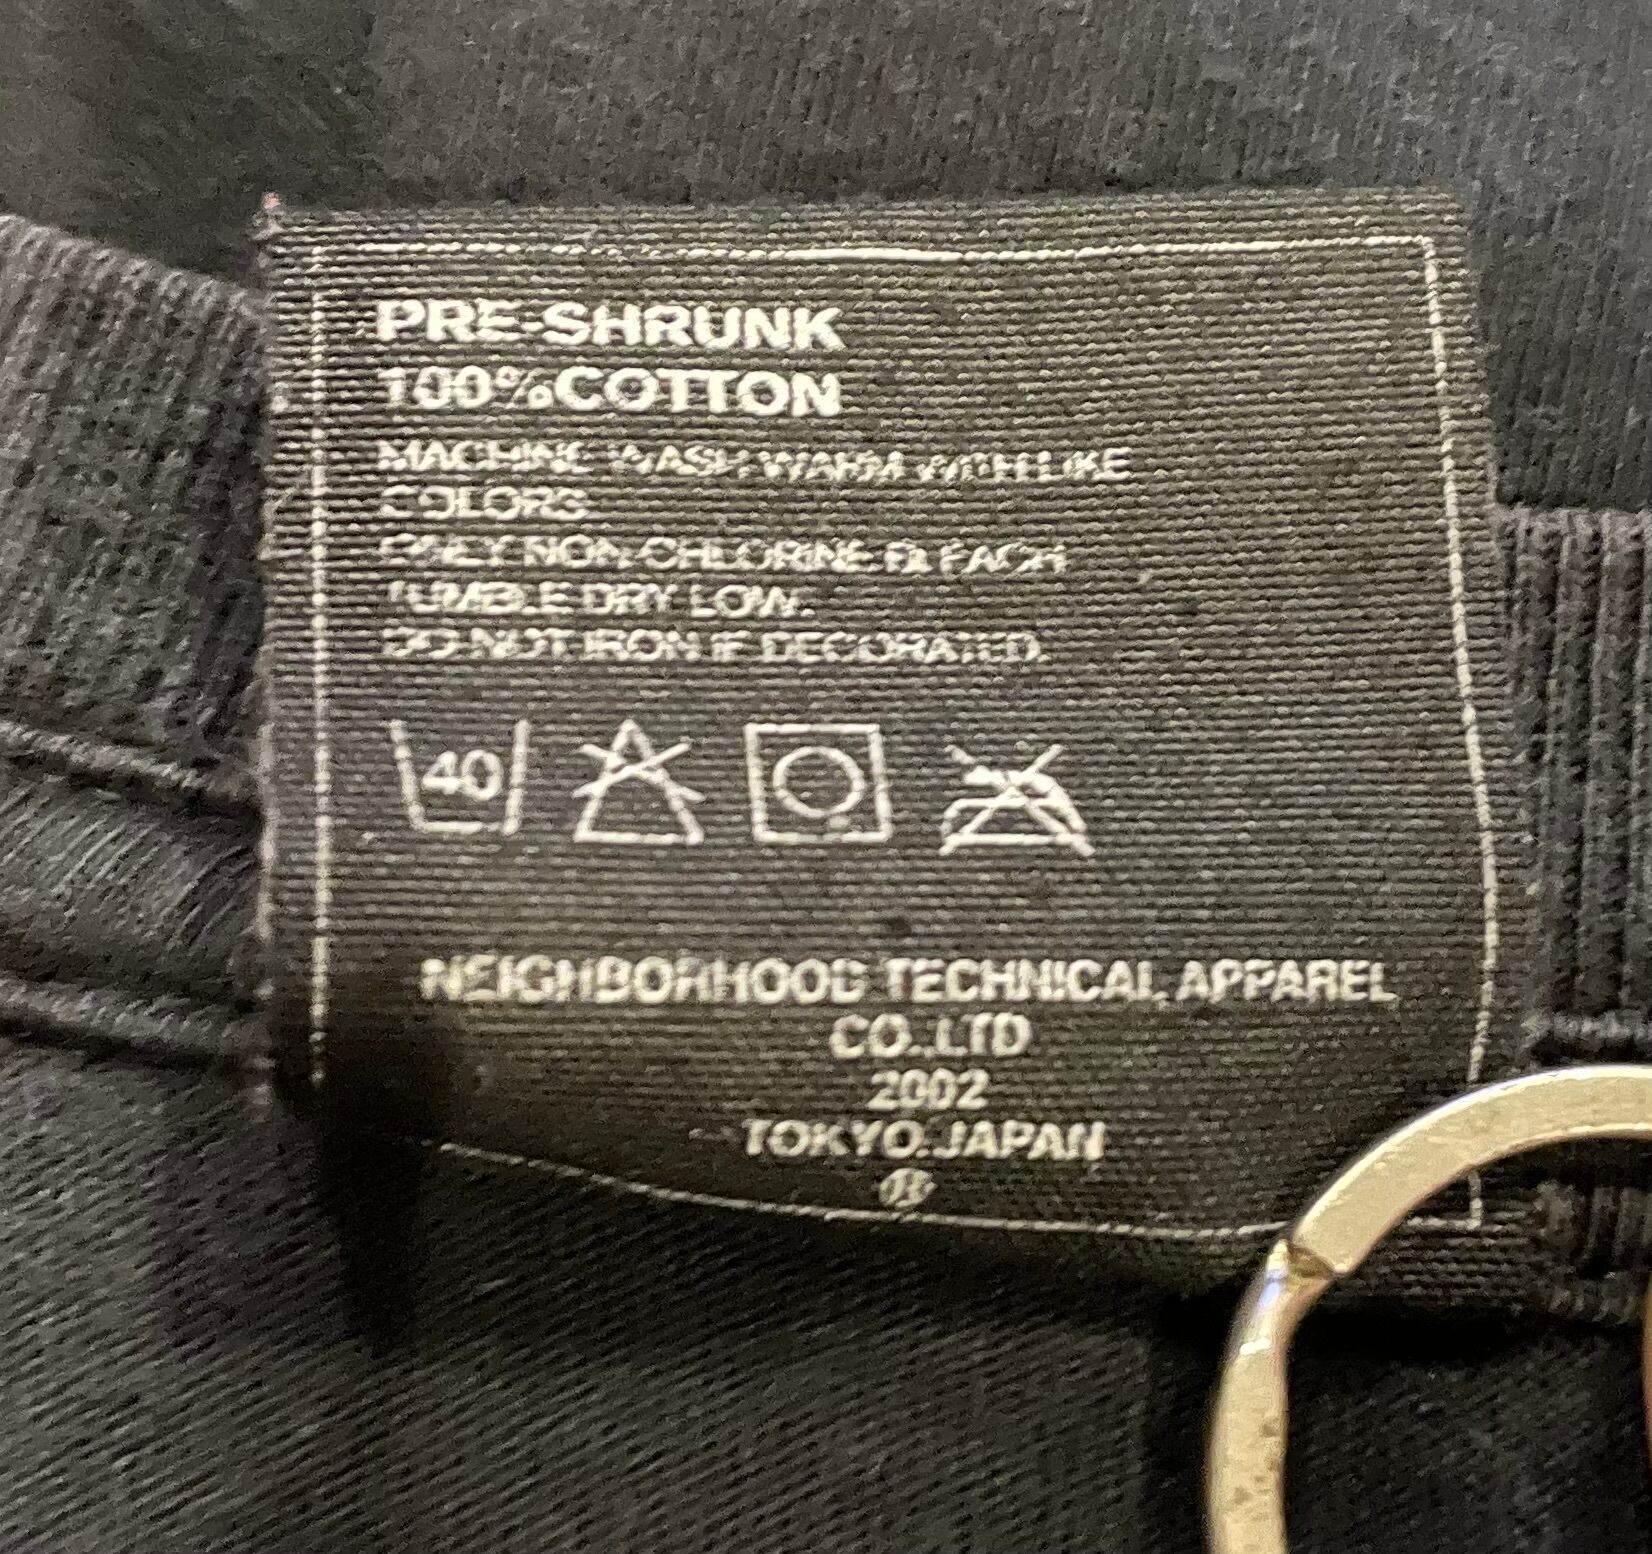 PRE-SHRUNK
100%COTTON
MACHINE WASH WARM WITH LIKE
COLORS
ONLY NON-CHLORINE BLEACH
TUMBLE DRY LOW.
DO NOT IRON IF DECORATED.
40
NEIGHBORHOOD TECHNICAL APPAREL
CO.,LTD
2002
TOKYO.JAPAN